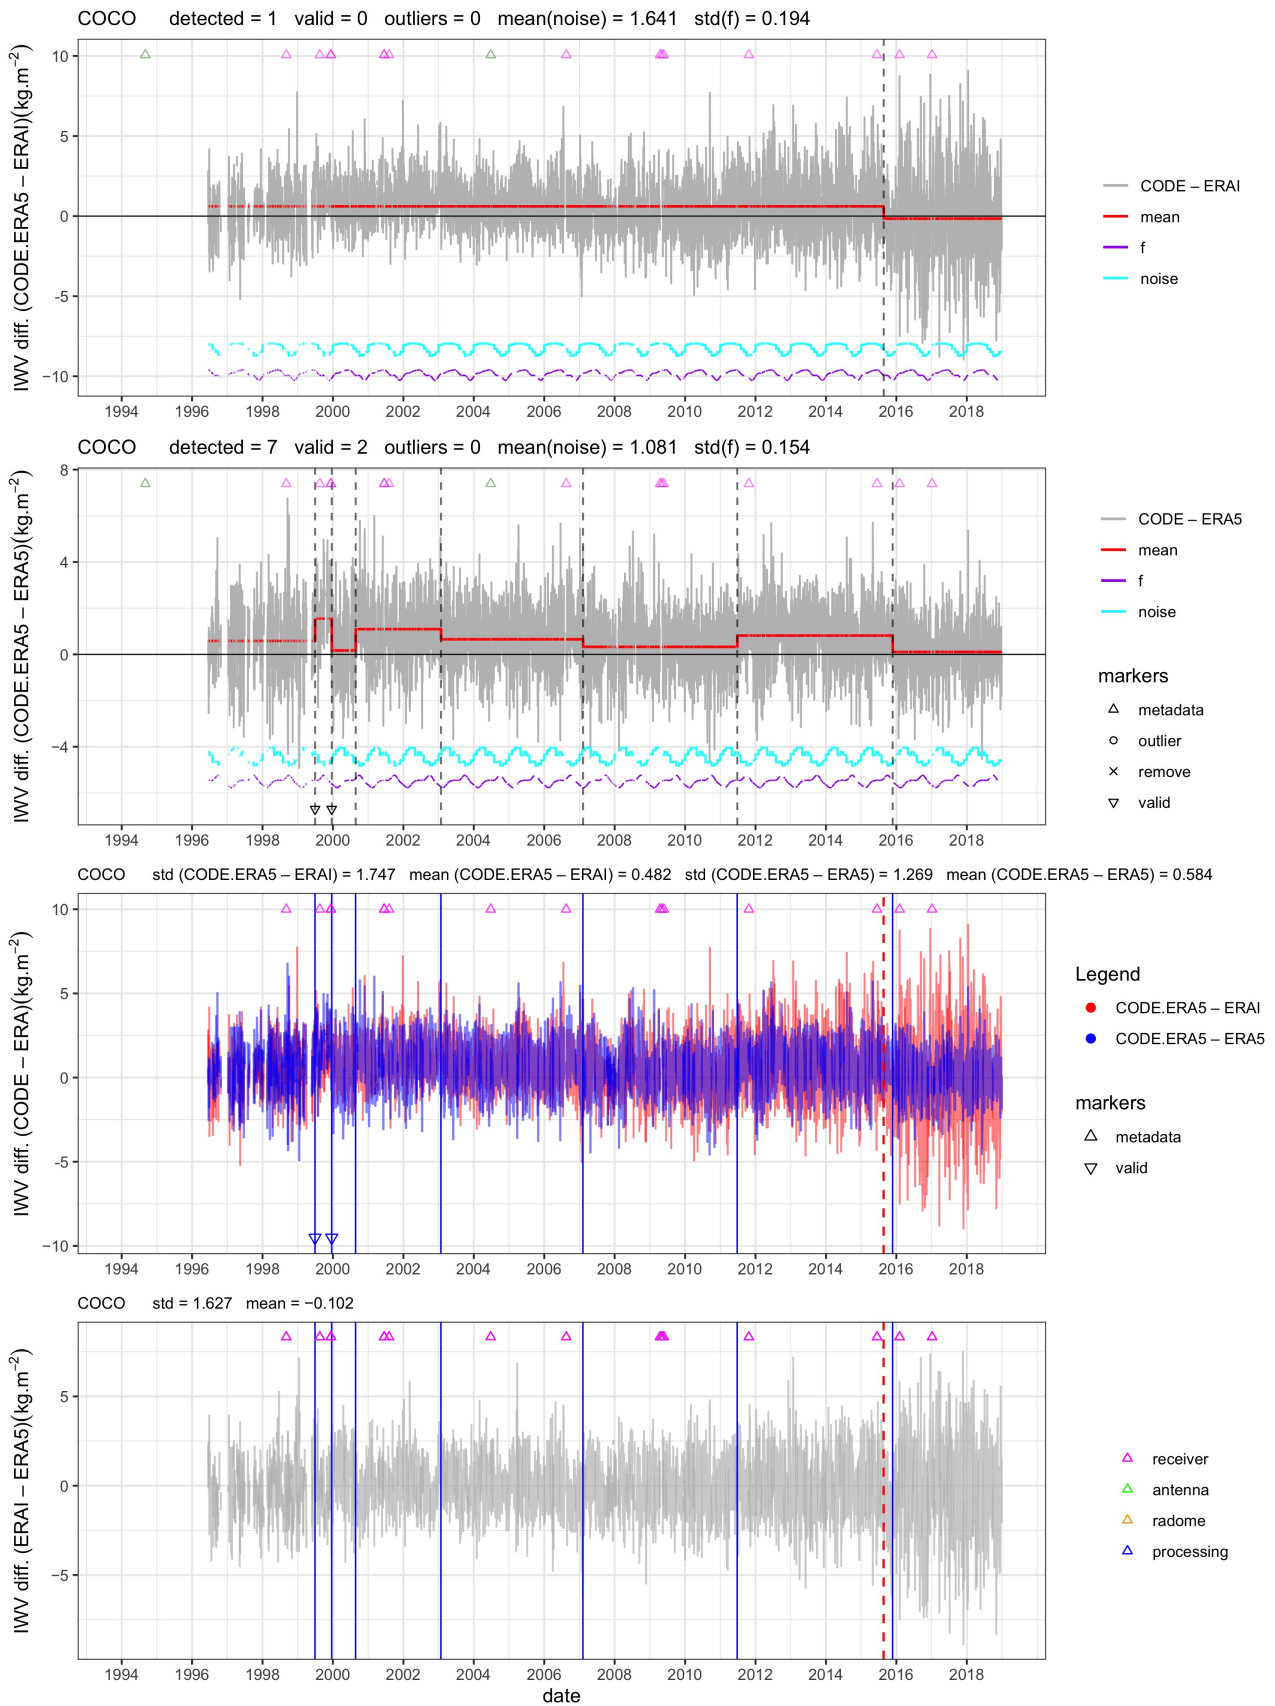 COCO detected = 1 valid = 0 outliers = 0 mean(noise) = 1.641 std(f) = 0.194
IWV diff. (CODE.ERA5 – ERAI)(kg.m−2)
10
5
0
-5
−10
1994 1996 1998 2000 2002 2004 2006 2008 2010 2012 2014 2016 2018
CODE – ERAI
mean
f
noise
COCO detected = 7 valid = 2 outliers = 0 mean(noise) = 1.081 std(f) = 0.154
IWV diff. (CODE.ERA5 – ERA5)(kg.m−2)
8
4
0
−4
1994 1996 1998 2000 2002 2004 2006 2008 2010 2012 2014 2016 2018
CODE – ERA5
mean
f
noise
markers
metadata
outlier
remove
valid
COCO std (CODE.ERA5 – ERAI) = 1.747 mean (CODE.ERA5 – ERAI) = 0.482 std (CODE.ERA5 – ERA5) = 1.269 mean (CODE.ERA5 – ERA5) = 0.584
IWV diff. (CODE – ERA)(kg.m−2)
10
5
0
-5
−10
1994 1996 1998 2000 2002 2004 2006 2008 2010 2012 2014 2016 2018
Legend
CODE.ERA5 – ERAI
CODE.ERA5 – ERA5
markers
metadata
valid
COCO std = 1.627 mean = −0.102
IWV diff. (ERAI – ERA5)(kg.m−2)
5
0
−5
1994 1996 1998 2000 2002 2004 2006 2008 2010 2012 2014 2016 2018
date
receiver
antenna
radome
processing